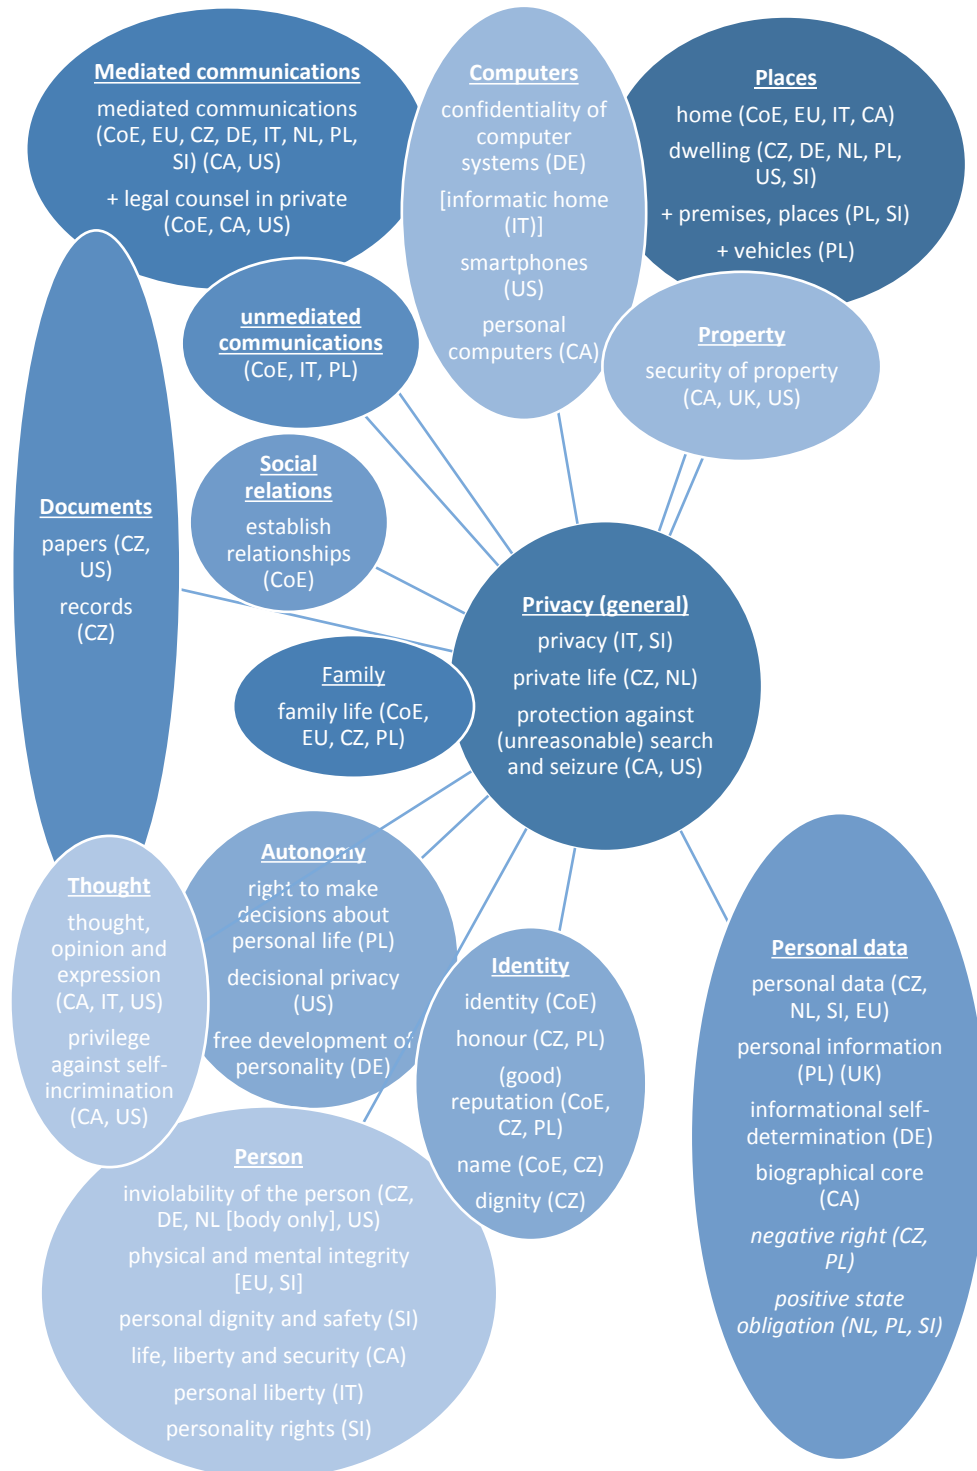 Mediated communications
mediated communications
(CoE, EU, CZ, DE, IT, NL, PL,
SI) (CA, US)
+ legal counsel in private
(CoE, CA, US)
Computers
confidentiality of
computer
systems (DE)
[informatic home
(IT)]
smartphones
(US)
personal
computers (CA)
Places
home (CoE, EU, IT, CA)
dwelling (CZ, DE, NL, PL,
US, SI)
+ premises, places (PL, SI)
+ vehicles (PL)
unmediated
communications
(CoE, IT, PL)
Property
security of property
(CA, UK, US)
Social
relations
establish
relationships
(CoE)
Documents
papers (CZ,
US)
records
(CZ)
Privacy (general)
privacy (IT, SI)
private life (CZ, NL)
protection against
(unreasonable) search
and seizure (CA, US)
Family
family life (CoE,
EU, CZ, PL)
Autonomy
right to make
decisions about
personal life (PL)
decisional privacy
(US)
free development of
personality (DE)
Thought
thought,
opinion and
expression
(CA, IT, US)
privilege
against self-
incrimination
(CA, US)
Identity
identity (CoE)
honour (CZ, PL)
(good)
reputation (CoE,
CZ, PL)
name (CoE, CZ)
dignity (CZ)
Personal data
personal data (CZ,
NL, SI, EU)
personal information
(PL) (UK)
informational self-
determination (DE)
biographical core
(CA)
negative right (CZ,
PL)
positive state
obligation (NL, PL, SI)
Person
inviolability of the person (CZ,
DE, NL [body only], US)
physical and mental integrity
[EU, SI]
personal dignity and safety (SI)
life, liberty and security (CA)
personal liberty (IT)
personality rights (SI)